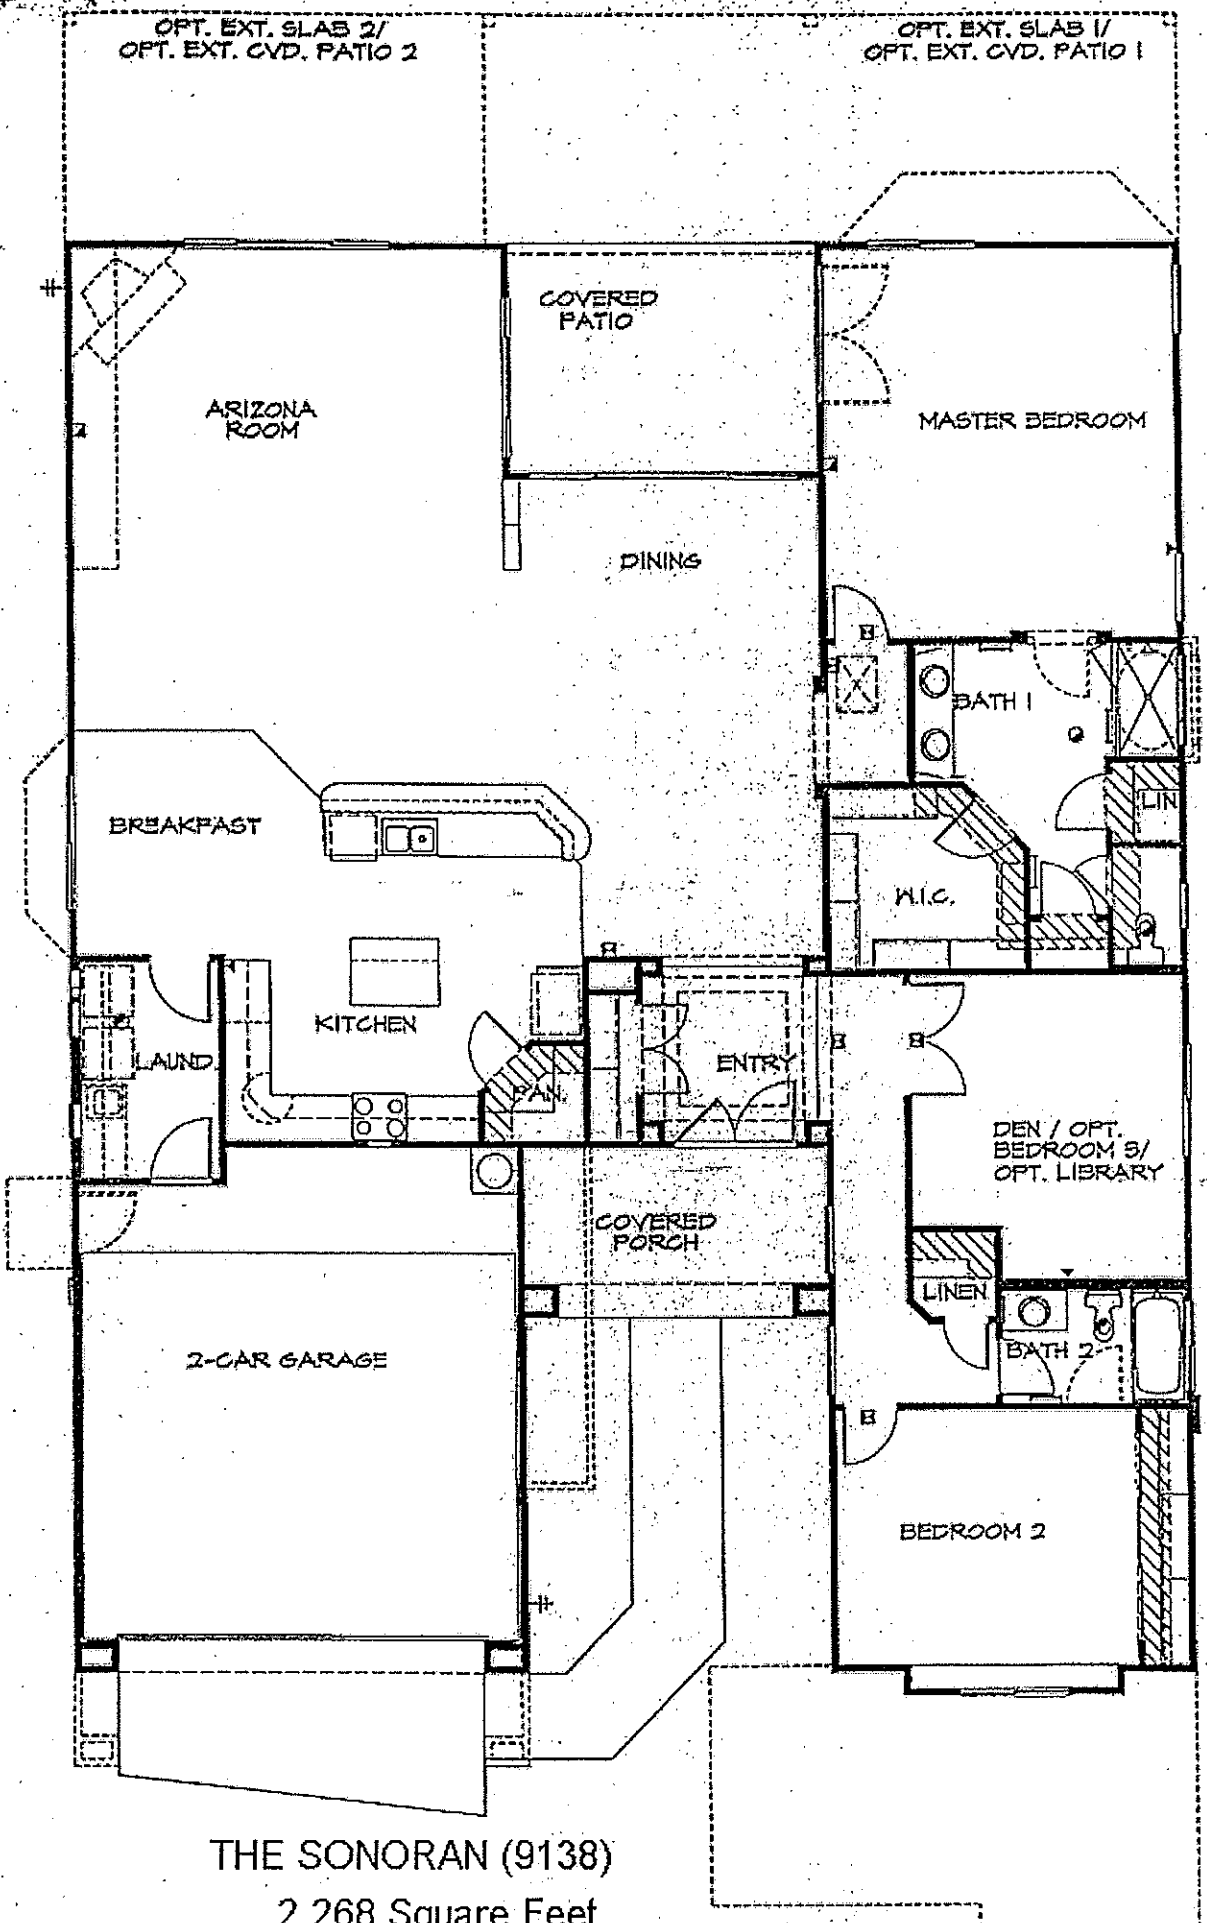 OPT. EXT. SLAB 2/
OPT. EXT. CVD. PATIO 2
OPT. EXT. SLAB 1/
OPT. EXT. CVD. PATIO 1
COVERED
PATIO
ARIZONA
ROOM
MASTER BEDROOM
DINING
BATH 1
LIN
BREAKFAST
W.I.C.
KITCHEN
LAUND.
PAN.
ENTRY
DEN / OPT.
BEDROOM 3/
OPT. LIBRARY
COVERED
PORCH
LINEN
BATH 2
2-CAR GARAGE
BEDROOM 2
THE SONORAN (9138)
2,268 Square Feet